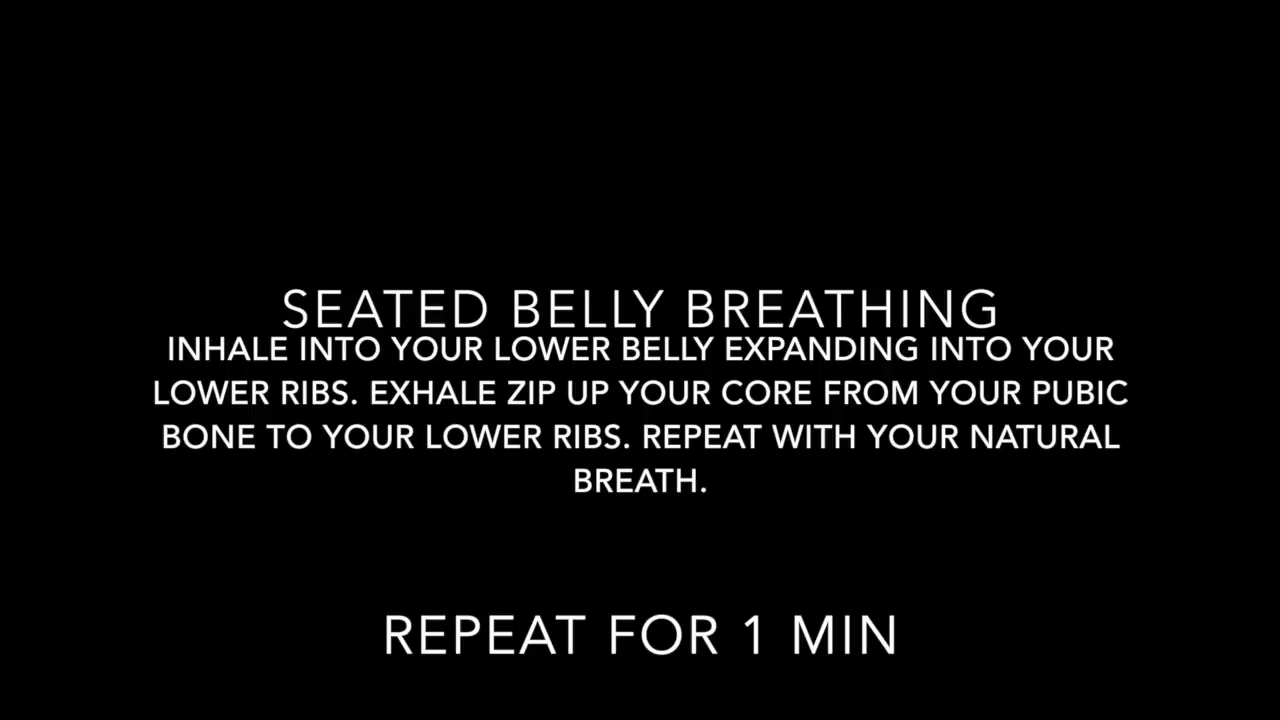 SEATED BELLY BREATHING
INHALE INTO YOUR LOWER BELLY EXPANDING INTO YOUR
LOWER RIBS. EXHALE ZIP UP YOUR CORE FROM YOUR PUBIC
BONE TO YOUR LOWER RIBS. REPEAT WITH YOUR NATURAL
BREATH.
REPEAT FOR 1 MIN